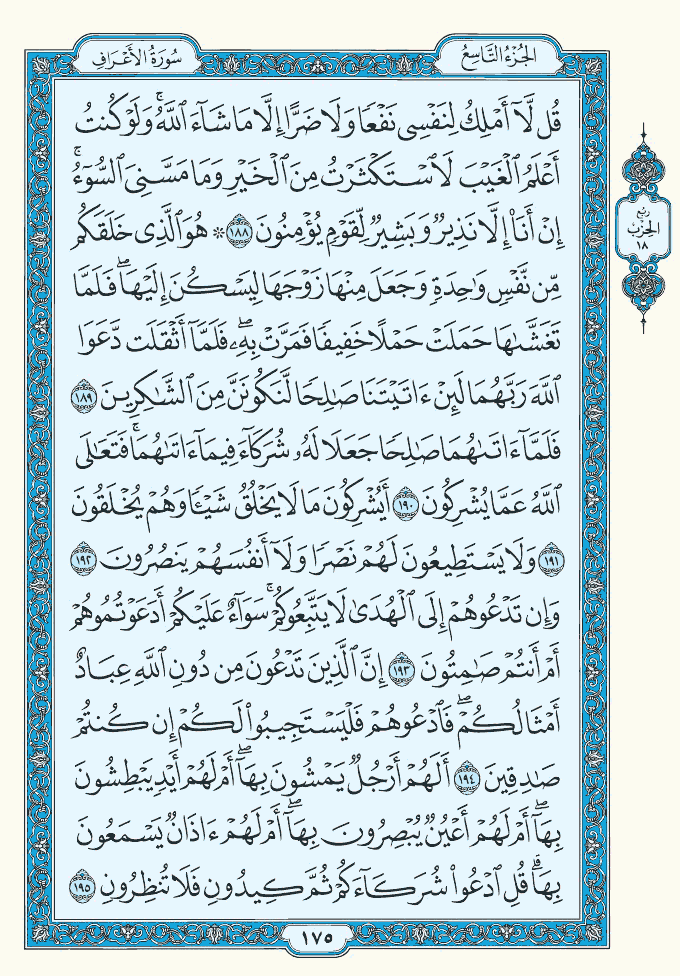 الجُزْءُ التَّاسِعُ
سُورَةُ الأَعْرَافِ
قُل لَّآ أَمْلِكُ لِنَفْسِى نَفْعًا وَلَا ضَرًّا إِلَّا مَا شَآءَ ٱللَّهُ ۚ وَلَوْ كُنتُ
أَعْلَمُ ٱلْغَيْبَ لَٱسْتَكْثَرْتُ مِنَ ٱلْخَيْرِ وَمَا مَسَّنِىَ ٱلسُّوٓءُ ۚ
إِنْ أَنَا۠ إِلَّا نَذِيرٌ وَبَشِيرٌ لِّقَوْمٍ يُؤْمِنُونَ ١٨٨ ۞ هُوَ ٱلَّذِى خَلَقَكُم
مِّن نَّفْسٍ وَٰحِدَةٍ وَجَعَلَ مِنْهَا زَوْجَهَا لِيَسْكُنَ إِلَيْهَا ۖ فَلَمَّا
تَغَشَّىٰهَا حَمَلَتْ حَمْلًا خَفِيفًا فَمَرَّتْ بِهِۦ ۖ فَلَمَّآ أَثْقَلَت دَّعَوَا
ٱللَّهَ رَبَّهُمَا لَئِنْ ءَاتَيْتَنَا صَٰلِحًا لَّنَكُونَنَّ مِنَ ٱلشَّٰكِرِينَ ١٨٩
فَلَمَّآ ءَاتَىٰهُمَا صَٰلِحًا جَعَلَا لَهُۥ شُرَكَآءَ فِيمَآ ءَاتَىٰهُمَا ۚ فَتَعَٰلَى
ٱللَّهُ عَمَّا يُشْرِكُونَ ١٩٠ أَيُشْرِكُونَ مَا لَا يَخْلُقُ شَيْـًٔا وَهُمْ يُخْلَقُونَ
١٩١ وَلَا يَسْتَطِيعُونَ لَهُمْ نَصْرًا وَلَآ أَنفُسَهُمْ يَنصُرُونَ ١٩٢
وَإِن تَدْعُوهُمْ إِلَى ٱلْهُدَىٰ لَا يَتَّبِعُوكُمْ ۚ سَوَآءٌ عَلَيْكُمْ أَدَعَوْتُمُوهُمْ
أَمْ أَنتُمْ صَٰمِتُونَ ١٩٣ إِنَّ ٱلَّذِينَ تَدْعُونَ مِن دُونِ ٱللَّهِ عِبَادٌ
أَمْثَالُكُمْ ۖ فَٱدْعُوهُمْ فَلْيَسْتَجِيبُوا۟ لَكُمْ إِن كُنتُمْ
صَٰدِقِينَ ١٩٤ أَلَهُمْ أَرْجُلٌ يَمْشُونَ بِهَآ ۖ أَمْ لَهُمْ أَيْدٍ يَبْطِشُونَ
بِهَآ ۖ أَمْ لَهُمْ أَعْيُنٌ يُبْصِرُونَ بِهَآ ۖ أَمْ لَهُمْ ءَاذَانٌ يَسْمَعُونَ
بِهَا ۗ قُلِ ٱدْعُوا۟ شُرَكَآءَكُمْ ثُمَّ كِيدُونِ فَلَا تُنظِرُونِ ١٩٥
١٧٥
ربع
الحِزْبِ
١٨